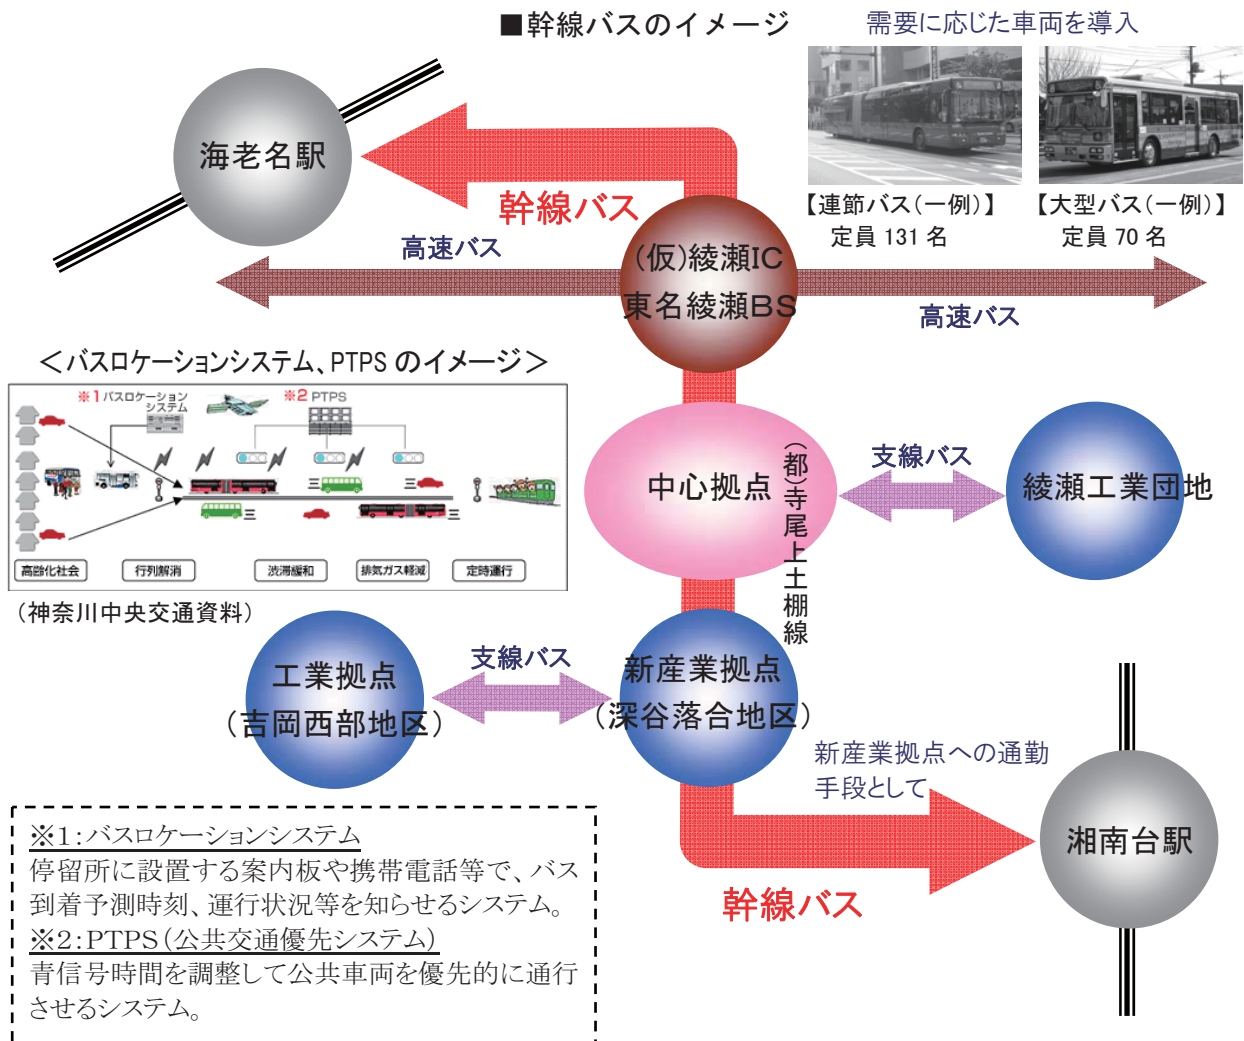 ■幹線バスのイメージ
需要に応じた車両を導入
海老名駅
幹線バス
【連節バス(一例)】
定員 131 名
【大型バス(一例)】
定員 70 名
高速バス
(仮)綾瀬IC
東名綾瀬BS
高速バス
＜バスロケーションシステム、PTPS のイメージ＞
※1 バスロケーション
システム
※2 PTPS
高齢化社会
行列解消
渋滞緩和
排気ガス軽減
定時運行
(神奈川中央交通資料)
中心拠点
(都)寺尾上土棚線
支線バス
綾瀬工業団地
工業拠点
(吉岡西部地区)
支線バス
新産業拠点
(深谷落合地区)
新産業拠点への通勤
手段として
湘南台駅
幹線バス
※1:バスロケーションシステム
停留所に設置する案内板や携帯電話等で、バス
到着予測時刻、運行状況等を知らせるシステム。
※2:PTPS(公共交通優先システム)
青信号時間を調整して公共車両を優先的に通行
させるシステム。